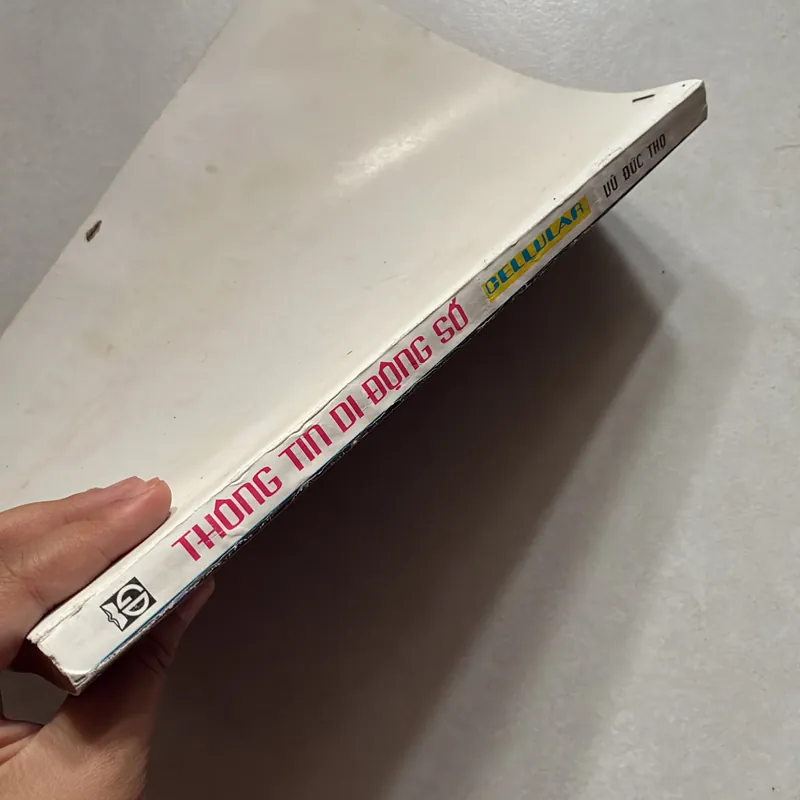 THÔNG TIN DI ĐỘNG SỐ
CELLULAR
VŨ ĐỨC THỌ